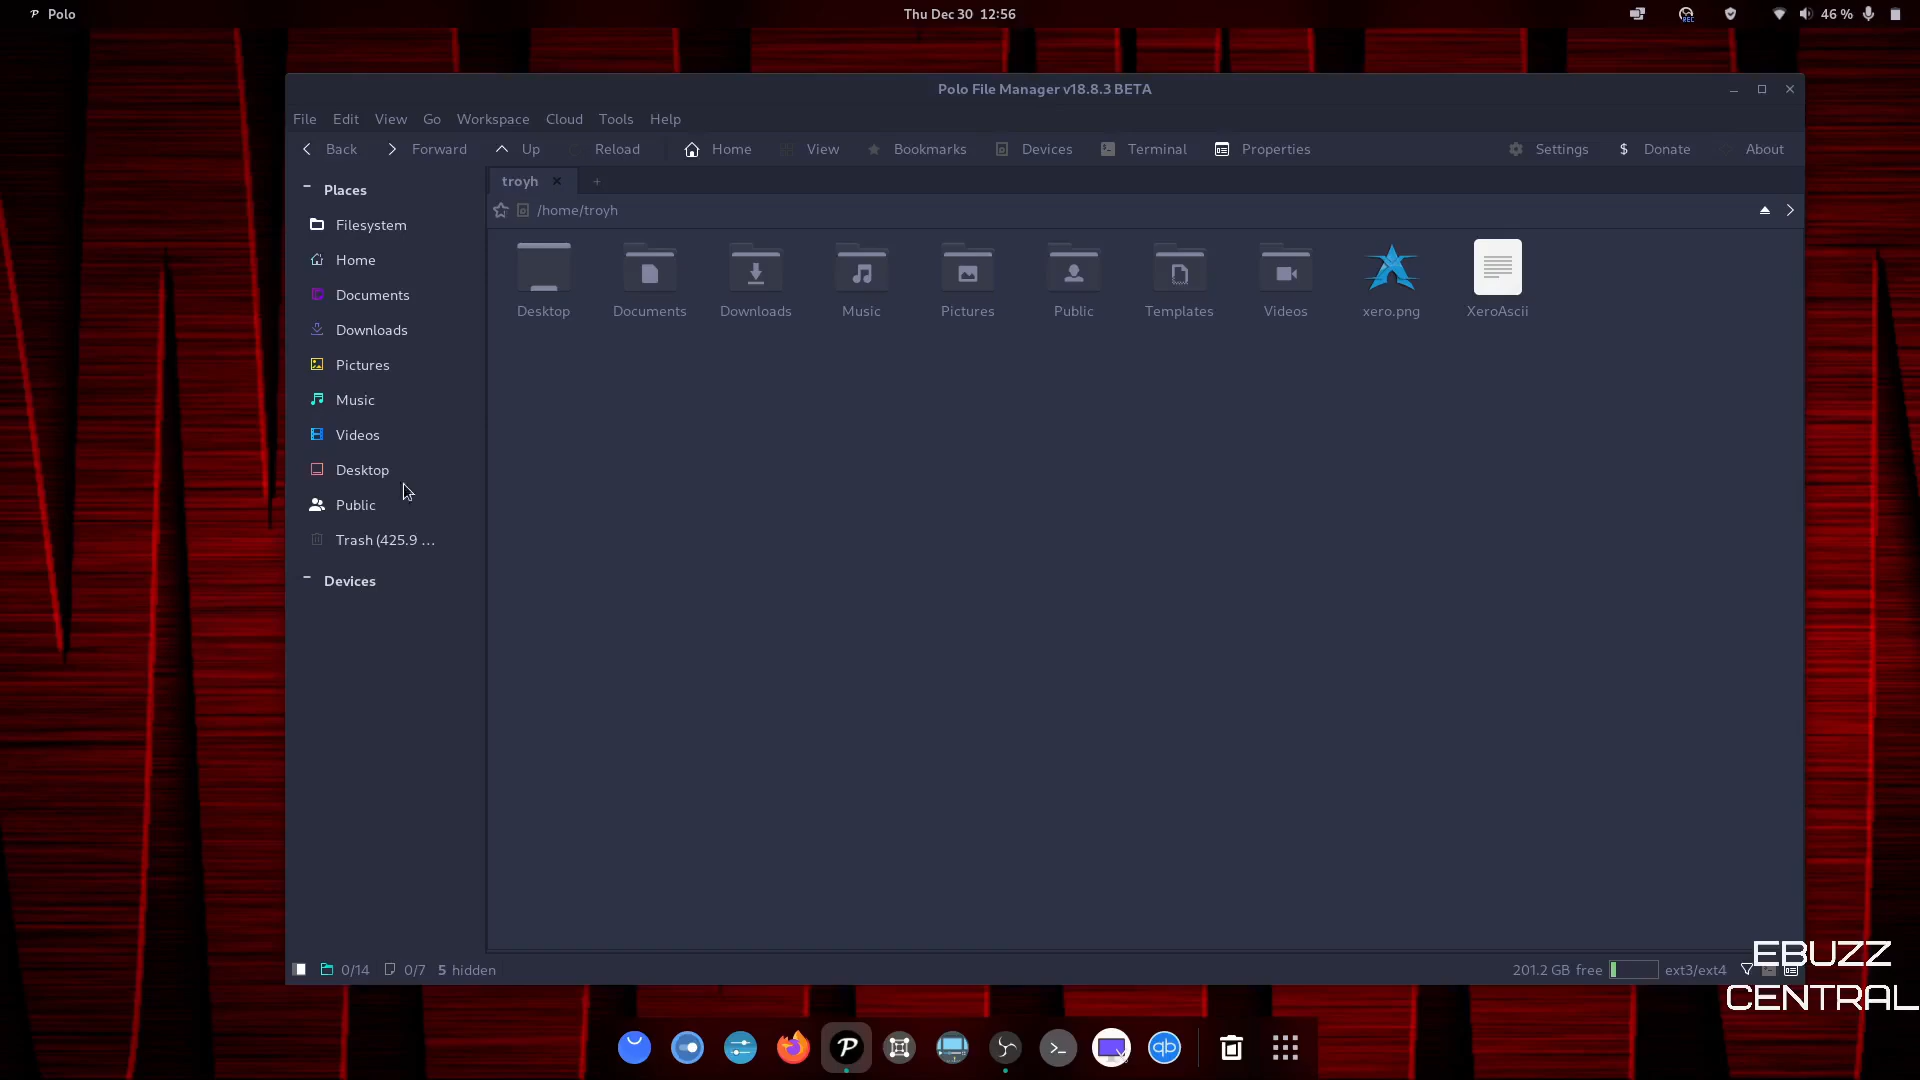 Polo
Thu Dec 30 12:56
46 %
Polo File Manager v18.8.3 BETA
File Edit View Go Workspace Cloud Tools Help
Back Forward Up Reload Home View Bookmarks Devices Terminal Properties Settings $ Donate About
Places
Filesystem
Home
Documents
Downloads
Pictures
Music
Videos
Desktop
Public
Trash (425.9 ...
Devices
troyh
/home/troyh
Desktop Documents Downloads Music Pictures Public Templates Videos xero.png XeroAscii
0/14 0/7 5 hidden
201.2 GB free ext3/ext4
EBUZZ
CENTRAL